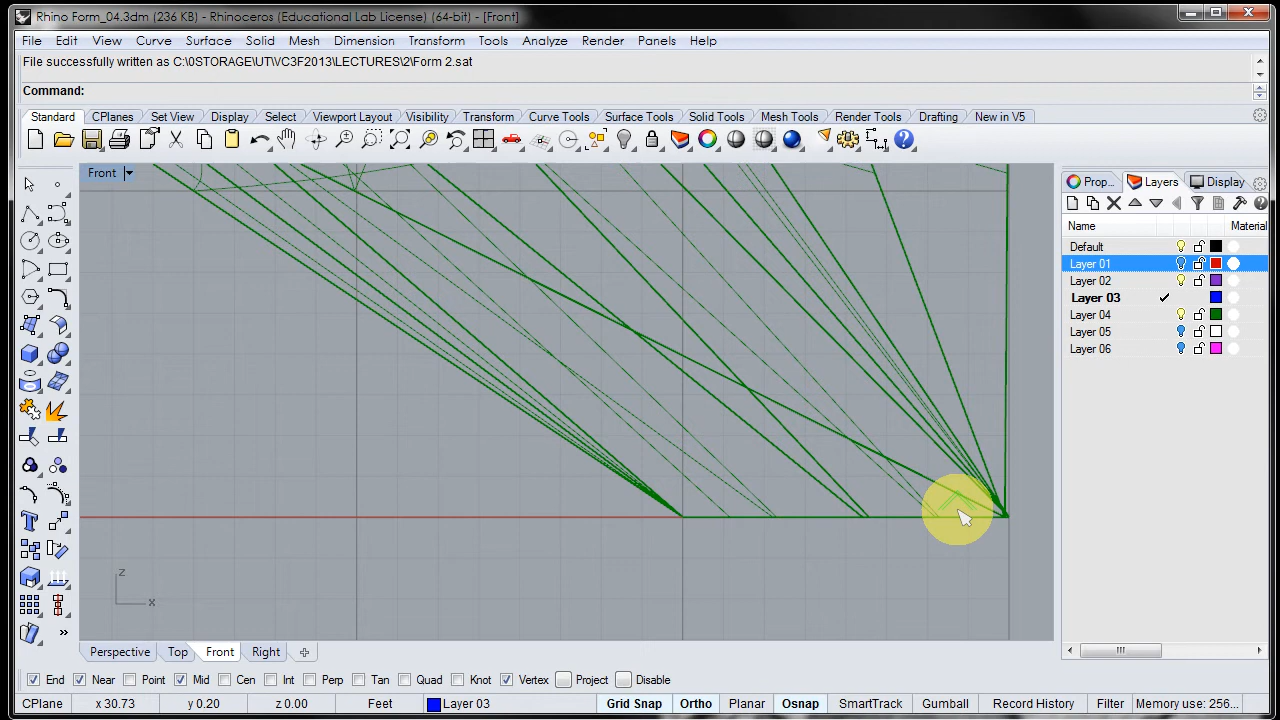 Rhino Form_04.3dm (236 KB) - Rhinoceros (Educational Lab License) (64-bit) - [Front]
File Edit View Curve Surface Solid Mesh Dimension Transform Tools Analyze Render Panels Help
File successfully written as C:\0STORAGE\UT\VC3F2013\LECTURES\2\Form 2.sat
Command:
Standard CPlanes Set View Display Select Viewport Layout Visibility Transform Curve Tools Surface Tools Solid Tools Mesh Tools Render Tools Drafting New in V5
Front
Prop... Layers Display
Name Material
Default
Layer 01
Layer 02
Layer 03
Layer 04
Layer 05
Layer 06
z
x
Perspective Top Front Right
End Near Point Mid Cen Int Perp Tan Quad Knot Vertex Project Disable
CPlane x 30.73 y 0.20 z 0.00 Feet Layer 03 Grid Snap Ortho Planar Osnap SmartTrack Gumball Record History Filter Memory use: 256...